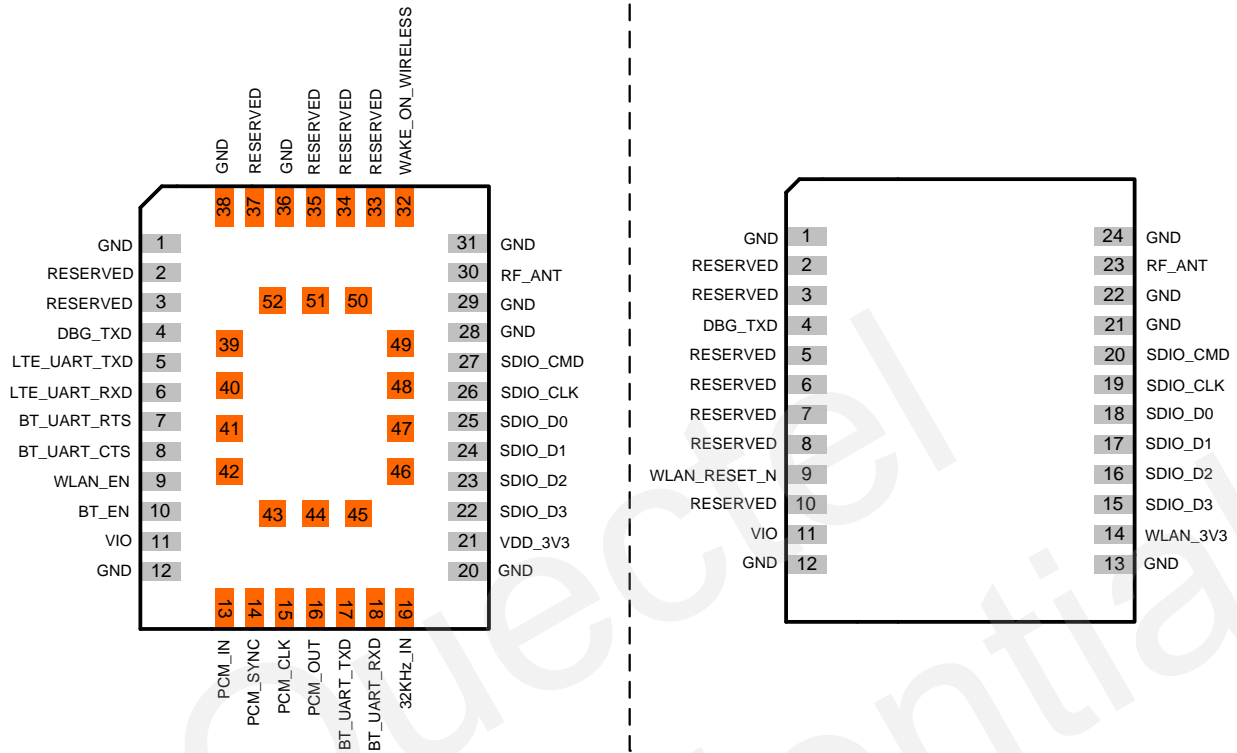 GND
RESERVED
GND
RESERVED
RESERVED
RESERVED
WAKE_ON_WIRELESS
38 37 36 35 34 33 32
GND 1
RESERVED 2
RESERVED 3
DBG_TXD 4
LTE_UART_TXD 5
LTE_UART_RXD 6
BT_UART_RTS 7
BT_UART_CTS 8
WLAN_EN 9
BT_EN 10
VIO 11
GND 12
52 51 50
39
40
41
42
49
48
47
46
43 44 45
31 GND
30 RF_ANT
29 GND
28 GND
27 SDIO_CMD
26 SDIO_CLK
25 SDIO_D0
24 SDIO_D1
23 SDIO_D2
22 SDIO_D3
21 VDD_3V3
20 GND
13 14 15 16 17 18 19
PCM_IN
PCM_SYNC
PCM_CLK
PCM_OUT
BT_UART_TXD
BT_UART_RXD
32KHz_IN
GND 1
RESERVED 2
RESERVED 3
DBG_TXD 4
RESERVED 5
RESERVED 6
RESERVED 7
RESERVED 8
WLAN_RESET_N 9
RESERVED 10
VIO 11
GND 12
24 GND
23 RF_ANT
22 GND
21 GND
20 SDIO_CMD
19 SDIO_CLK
18 SDIO_D0
17 SDIO_D1
16 SDIO_D2
15 SDIO_D3
14 WLAN_3V3
13 GND
Quectel